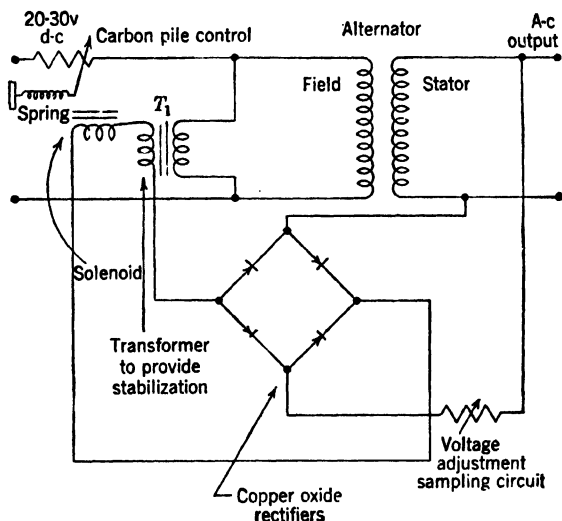 20-30v
d-c
Carbon pile control
Alternator
A-c
output
Field
Stator
Spring
T1
Solenoid
Transformer
to provide
stabilization
Voltage
adjustment
sampling circuit
Copper oxide
rectifiers